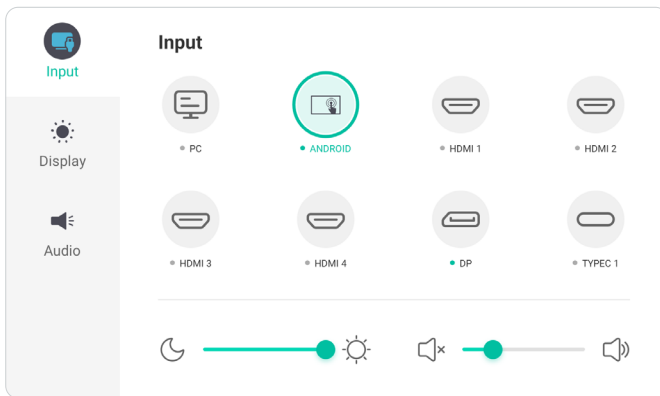 Input
Input
Display
Audio
PC
ANDROID
HDMI 1
HDMI 2
HDMI 3
HDMI 4
DP
TYPEC 1